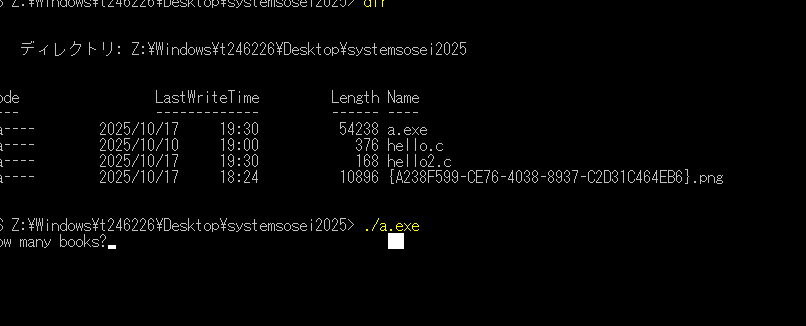 S Z:¥Windows¥t246226¥Desktop¥systemsosei2025> dir
ディレクトリ: Z:¥Windows¥t246226¥Desktop¥systemsosei2025
ode LastWriteTime Length Name
--- ------------- ------ ----
a---- 2025/10/17 19:30 54238 a.exe
a---- 2025/10/10 19:00 376 hello.c
a---- 2025/10/17 19:30 168 hello2.c
a---- 2025/10/17 18:24 10896 {A238F599-CE76-4038-8937-C2D31C464EB6}.png
S Z:¥Windows¥t246226¥Desktop¥systemsosei2025> ./a.exe
ow many books?